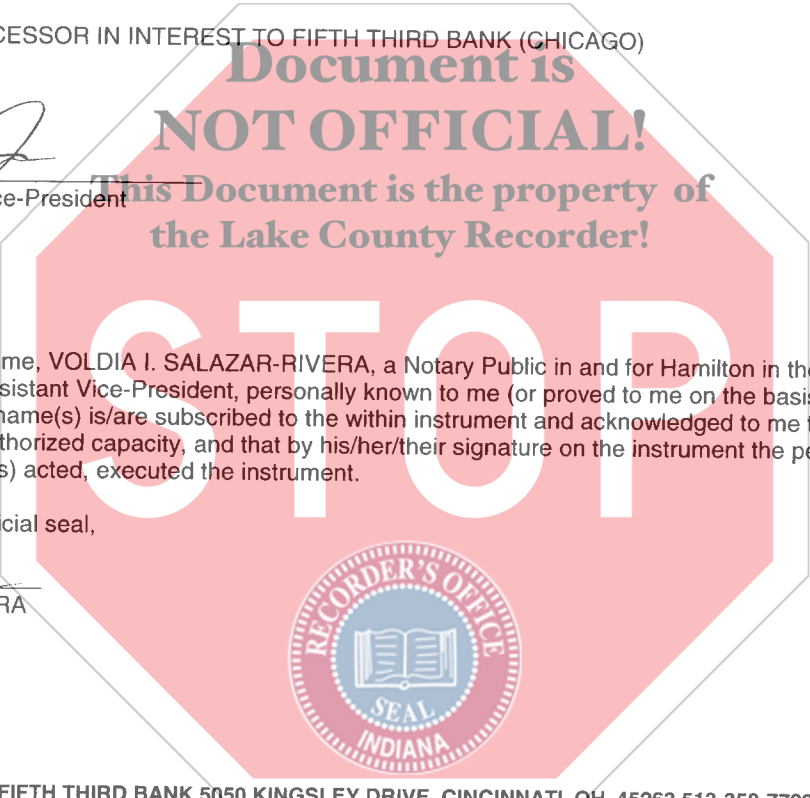 CESSOR IN INTEREST TO FIFTH THIRD BANK (CHICAGO)
Document is
NOT OFFICIAL!
This Document is the property of
ce-President
the Lake County Recorder!
STOP
me, VOLDIA I. SALAZAR-RIVERA, a Notary Public in and for Hamilton in the
sistant Vice-President, personally known to me (or proved to me on the basis
name(s) is/are subscribed to the within instrument and acknowledged to me t
thorized capacity, and that by his/her/their signature on the instrument the pe
s) acted, executed the instrument.
icial seal,
RA
RECORDER'S OFFICE
SEAL
INDIANA
FIFTH THIRD BANK 5050 KINGSLEY DRIVE, CINCINNATI, OH 45263